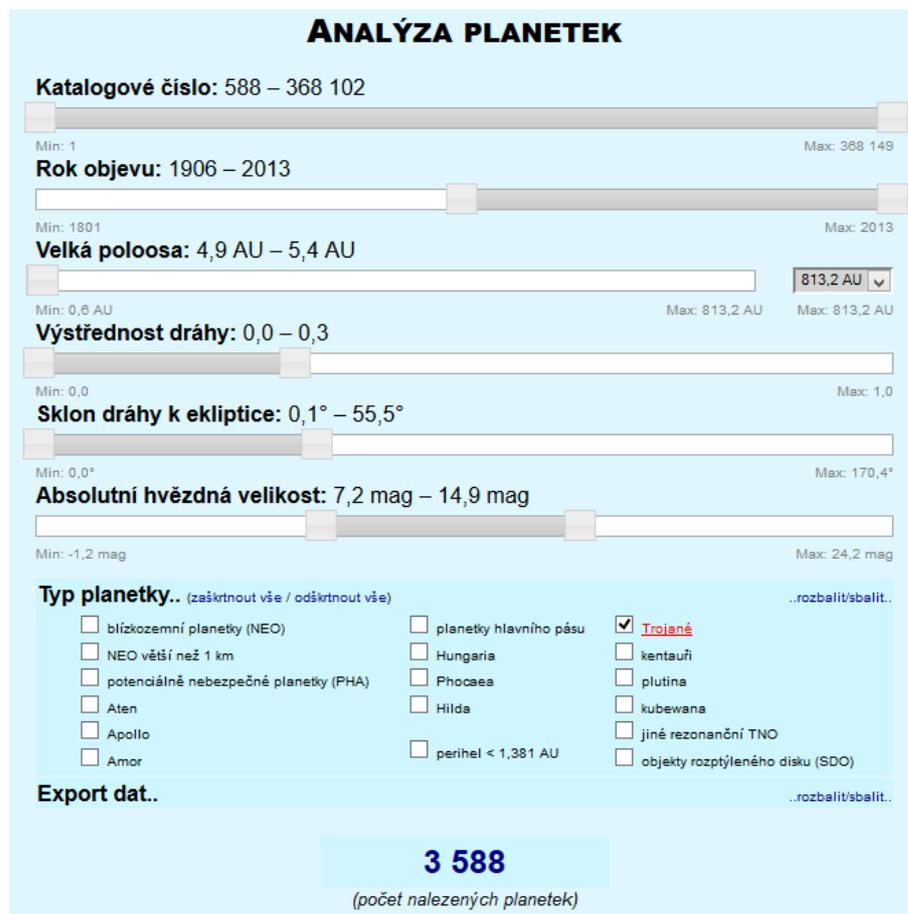 ANALÝZA PLANETEK
Katalogové číslo: 588 – 368 102
Min: 1 Max: 368 149
Rok objevu: 1906 – 2013
Min: 1801 Max: 2013
Velká poloosa: 4,9 AU – 5,4 AU
813,2 AU
Min: 0,6 AU Max: 813,2 AU Max: 813,2 AU
Výstřednost dráhy: 0,0 – 0,3
Min: 0,0 Max: 1,0
Sklon dráhy k ekliptice: 0,1° – 55,5°
Min: 0,0° Max: 170,4°
Absolutní hvězdná velikost: 7,2 mag – 14,9 mag
Min: -1,2 mag Max: 24,2 mag
Typ planetky.. (zaškrtnout vše / odškrtnout vše) ..rozbalit/sbalit..
blízkozemní planetky (NEO) planetky hlavního pásu Trojané
NEO větší než 1 km Hungaria kentauři
potenciálně nebezpečné planetky (PHA) Phocaea plutina
Aten Hilda kubewana
Apollo jiné rezonanční TNO
perihel < 1,381 AU
Amor objekty rozptýleného disku (SDO)
Export dat.. ..rozbalit/sbalit..
3 588
(počet nalezených planetek)